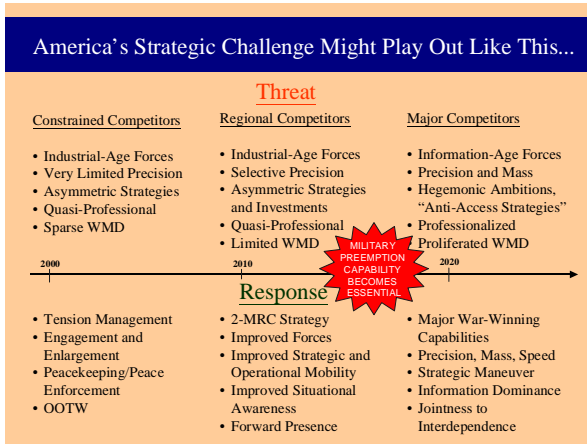 America's Strategic Challenge Might Play Out Like This...
Threat
Constrained Competitors
• Industrial-Age Forces
• Very Limited Precision
• Asymmetric Strategies
• Quasi-Professional
• Sparse WMD
Regional Competitors
• Industrial-Age Forces
• Selective Precision
• Asymmetric Strategies
and Investments
• Quasi-Professional
• Limited WMD
Major Competitors
• Information-Age Forces
• Precision and Mass
• Hegemonic Ambitions,
“Anti-Access Strategies”
• Professionalized
Proliferated WMD
MILITARY
PREEMPTION
CAPABILITY
BECOMES
ESSENTIAL
2000
2010
2020
Response
• Tension Management
• Engagement and
Enlargement
• Peacekeeping/Peace
Enforcement
• OOTW
• 2-MRC Strategy
• Improved Forces
• Improved Strategic and
Operational Mobility
• Improved Situational
Awareness
• Forward Presence
• Major War-Winning
Capabilities
• Precision, Mass, Speed
• Strategic Maneuver
• Information Dominance
• Jointness to
Interdependence